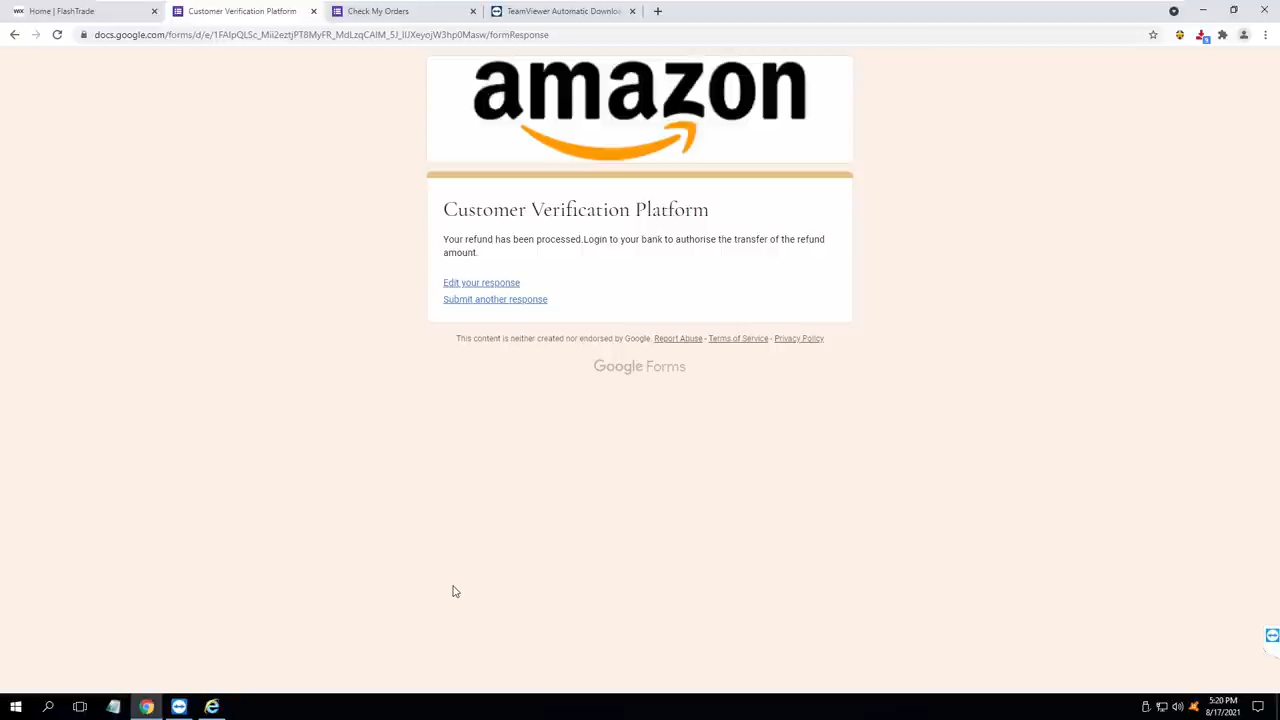 Home | FlashTrade
Customer Verification Platform
Check My Orders
TeamViewer Automatic Downlo
docs.google.com/forms/d/e/1FAIpQLSc_Mii2eztjPT8MyFR_MdLzqCAIM_5J_lIJXeyojW3hp0Masw/formResponse
amazon
Customer Verification Platform
Your refund has been processed.Login to your bank to authorise the transfer of the refund
amount.
Edit your response
Submit another response
This content is neither created nor endorsed by Google. Report Abuse - Terms of Service - Privacy Policy
Google Forms
5:20 PM
8/17/2021